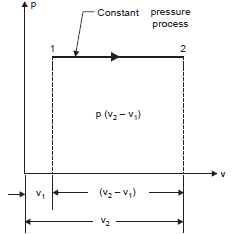 p
Constant pressure
process
1
2
p (v₂ – v₁)
v
v₁
(v₂ – v₁)
v₂